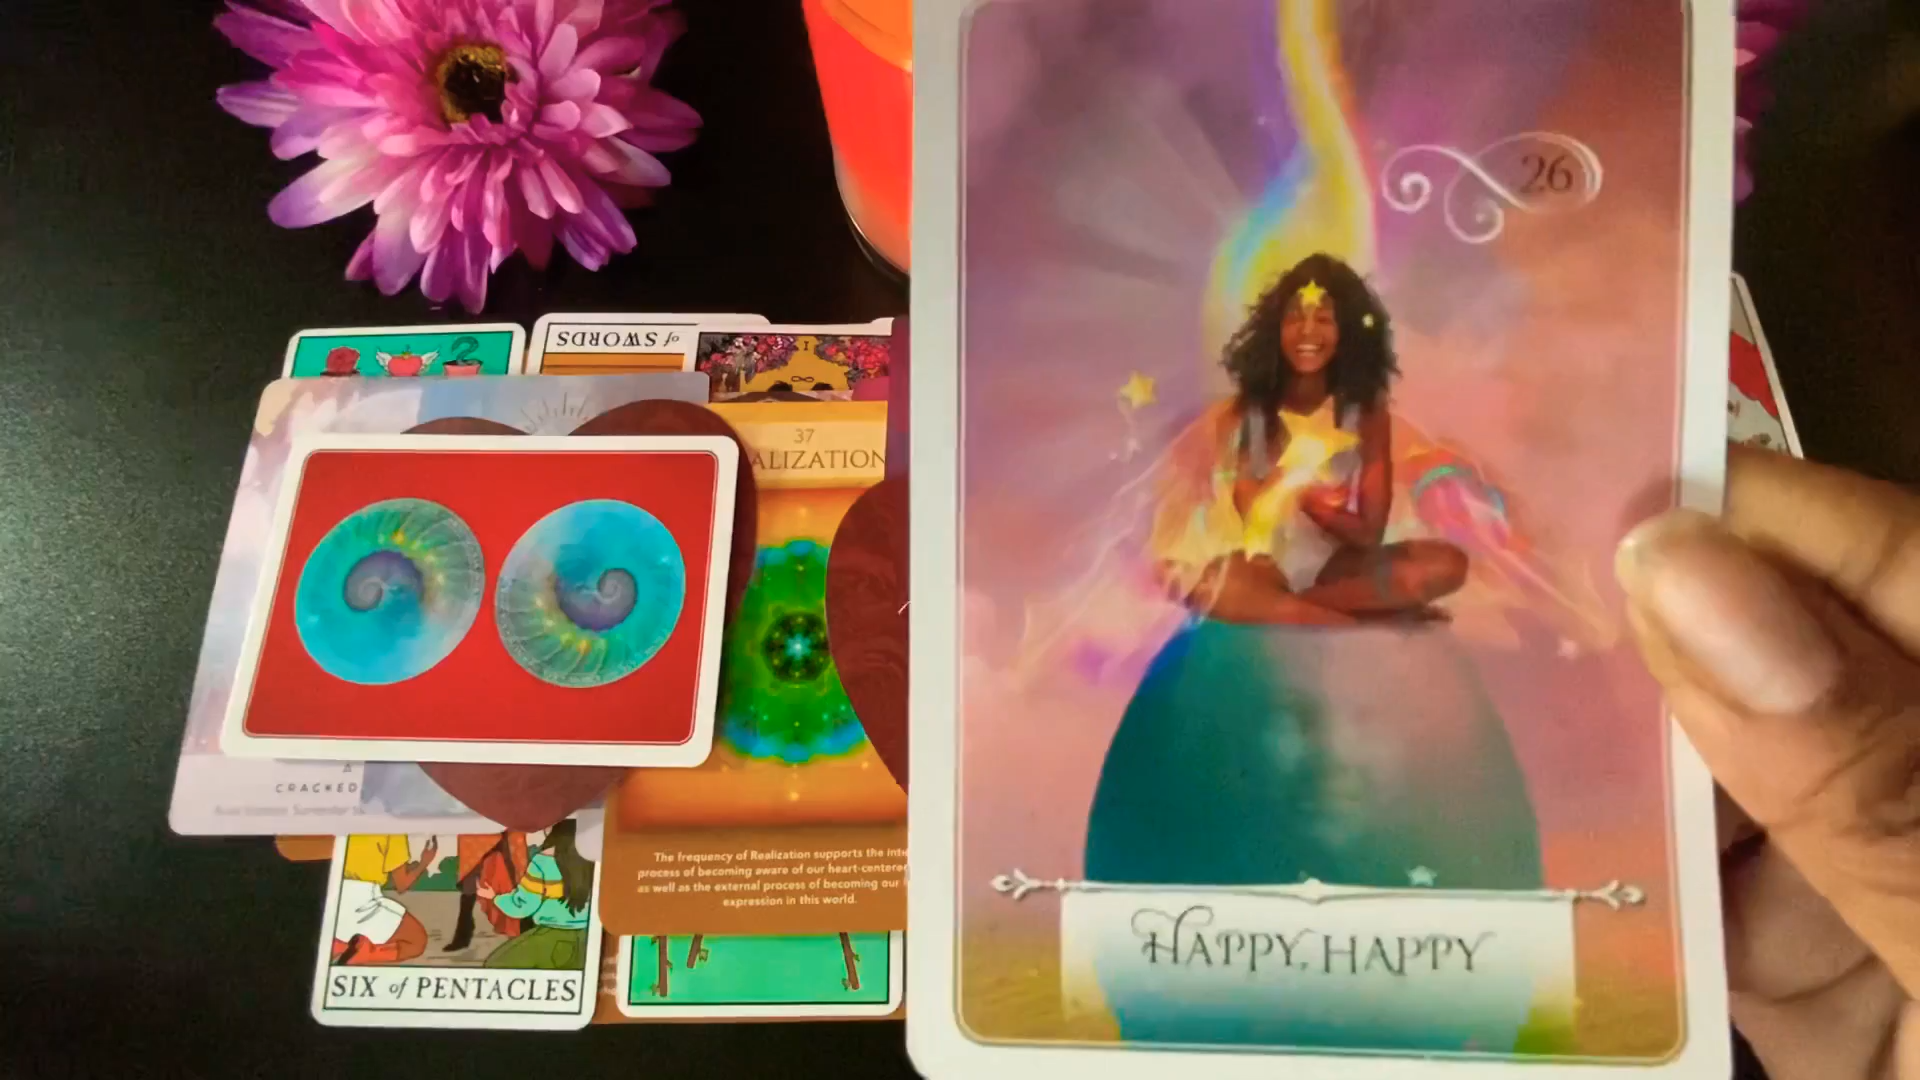 26
of SWORDS
I
37
ALIZATION
A
CRACKED
The frequency of Realization supports the
process of becoming aware of our heart-centered
as well as the external process of becoming our
expression in this world.
SIX of PENTACLES
HAPPY, HAPPY